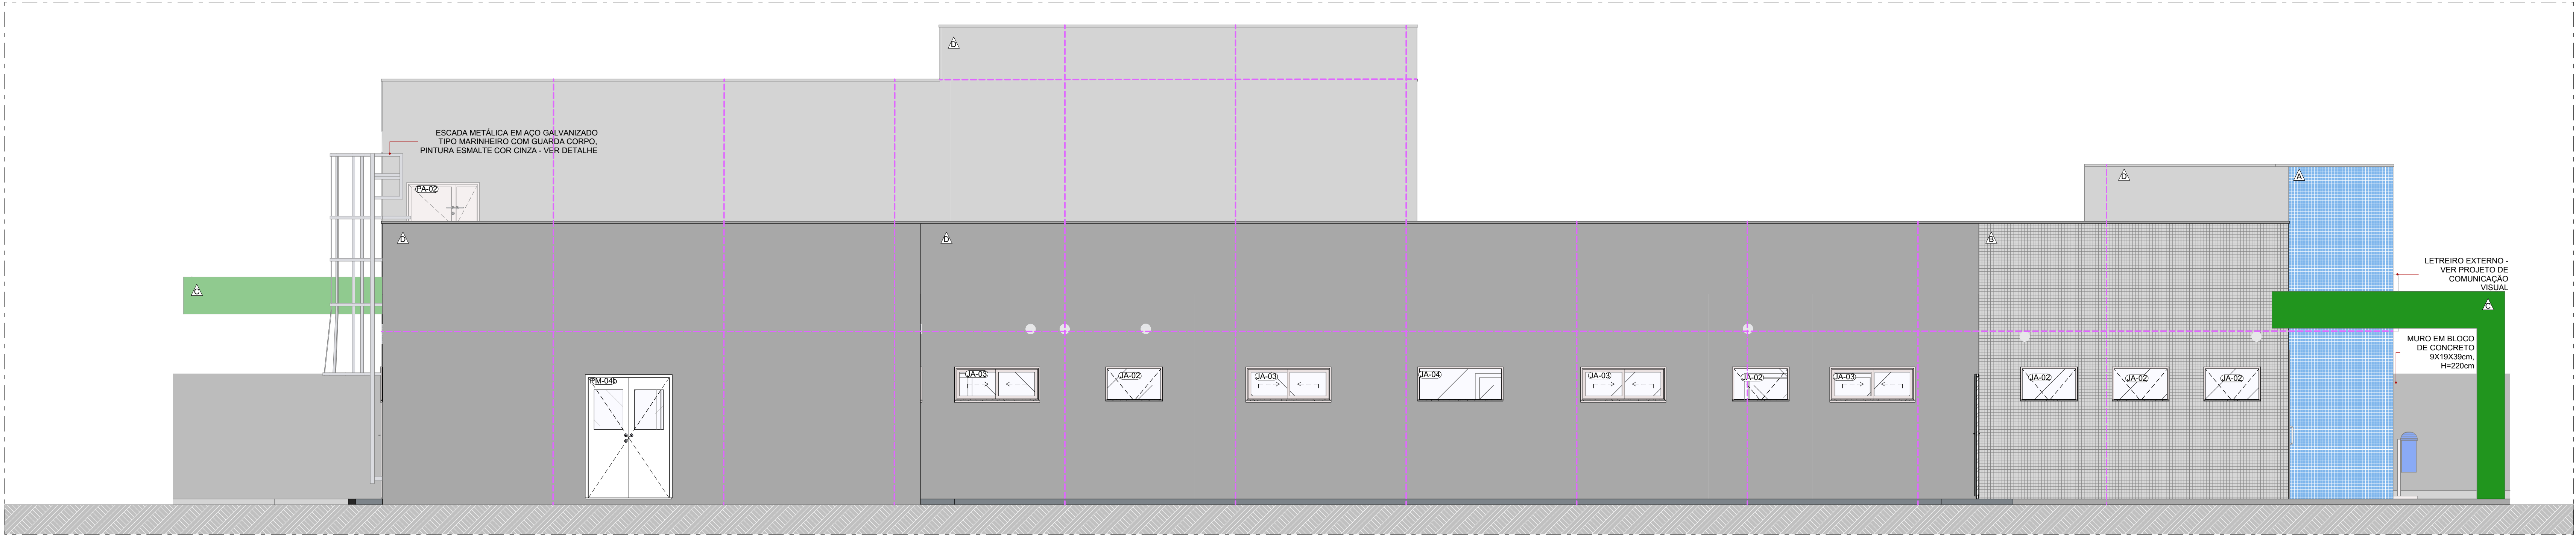 D
ESCADA METÁLICA EM AÇO GALVANIZADO
TIPO MARINHEIRO COM GUARDA CORPO,
PINTURA ESMALTE COR CINZA - VER DETALHE
D
A
PA-02
D
D
B
LETREIRO EXTERNO -
VER PROJETO DE
COMUNICAÇÃO
VISUAL
C
C
MURO EM BLOCO
DE CONCRETO
9X19X39cm,
H=220cm
PM-04b
JA-03
JA-02
JA-03
JA-04
JA-03
JA-02
JA-03
JA-02
JA-02
JA-02